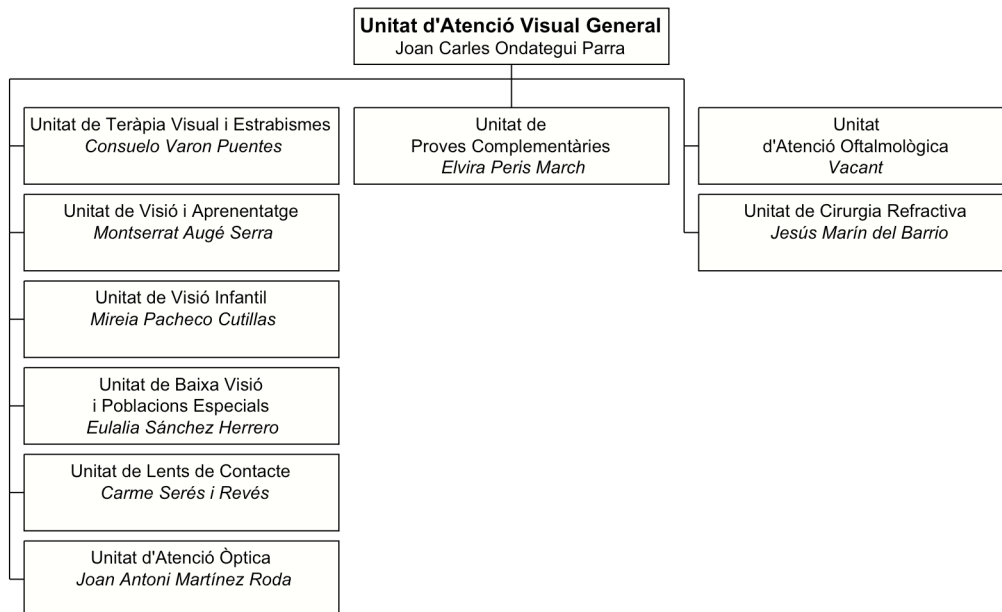 Unitat d'Atenció Visual General
Joan Carles Ondategui Parra
Unitat de Teràpia Visual i Estrabismes
Consuelo Varon Puentes
Unitat de Visió i Aprenentatge
Montserrat Augé Serra
Unitat de Visió Infantil
Mireia Pacheco Cutillas
Unitat de Baixa Visió
i Poblacions Especials
Eulalia Sánchez Herrero
Unitat de Lents de Contacte
Carme Serés i Revés
Unitat d'Atenció Òptica
Joan Antoni Martínez Roda
Unitat de
Proves Complementàries
Elvira Peris March
Unitat
d'Atenció Oftalmològica
Vacant
Unitat de Cirurgia Refractiva
Jesús Marín del Barrio